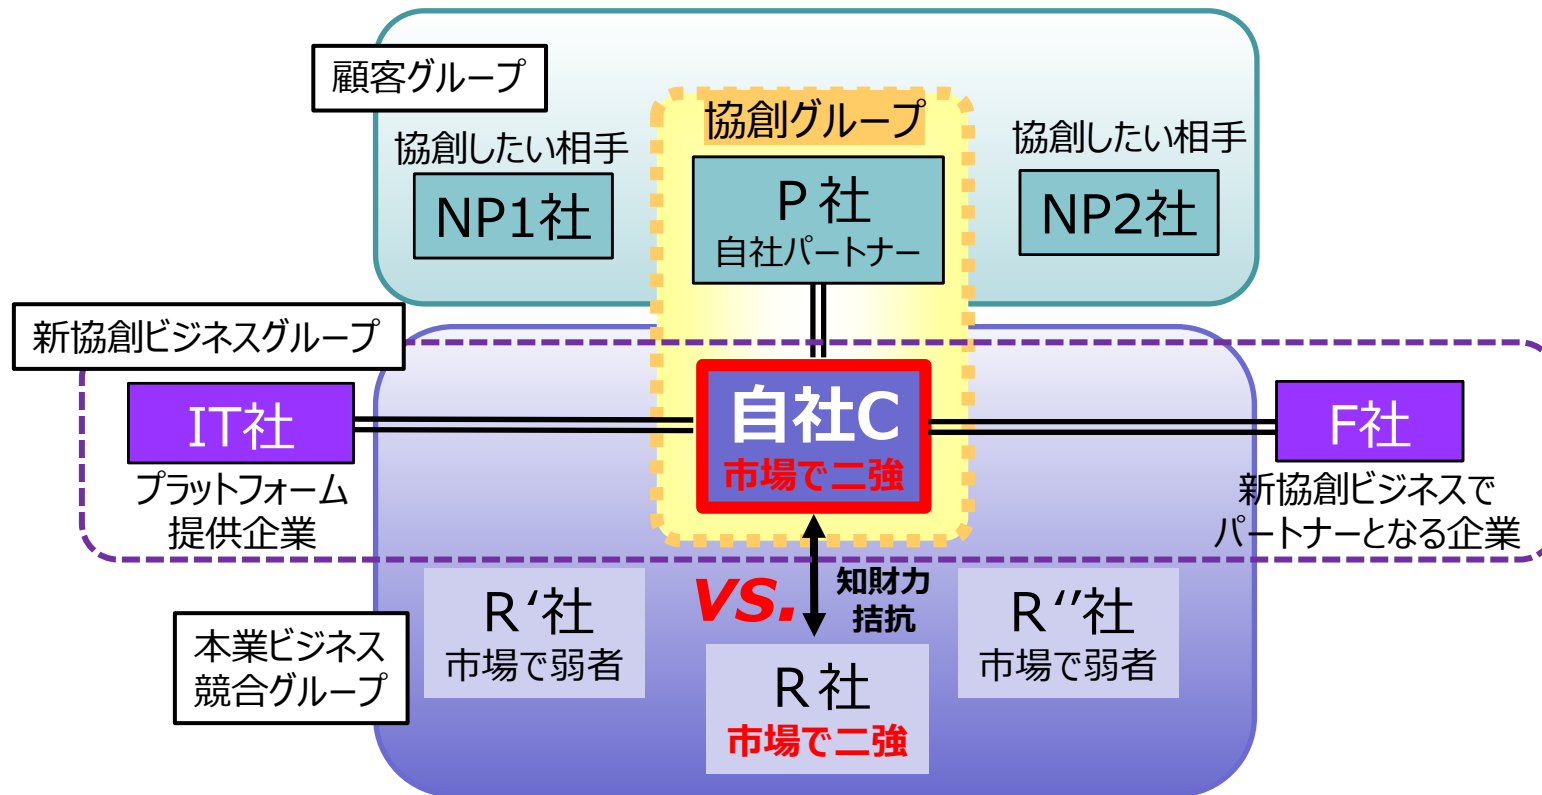 顧客グループ
協創グループ
協創したい相手
NP1社
P 社
自社パートナー
協創したい相手
NP2社
新協創ビジネスグループ
IT社
プラットフォーム
提供企業
自社C
市場で二強
F社
新協創ビジネスで
パートナーとなる企業
本業ビジネス
競合グループ
R‘社
市場で弱者
VS.
知財力
拮抗
R 社
市場で二強
R‘’社
市場で弱者